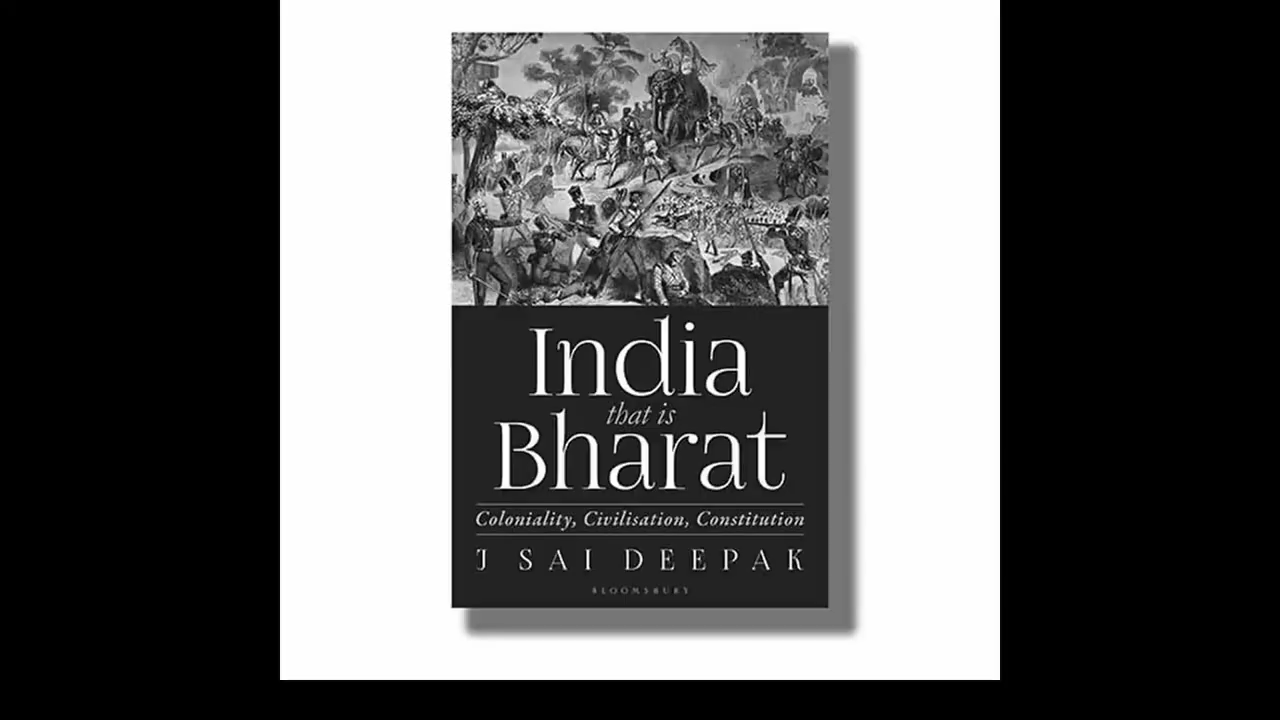 India
that is
Bharat
Coloniality, Civilisation, Constitution
J SAI DEEPAK
BLOOMSBURY